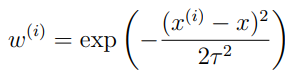 w^{(i)} = \exp\left(-\frac{(x^{(i)} - x)^2}{2\tau^2}\right)